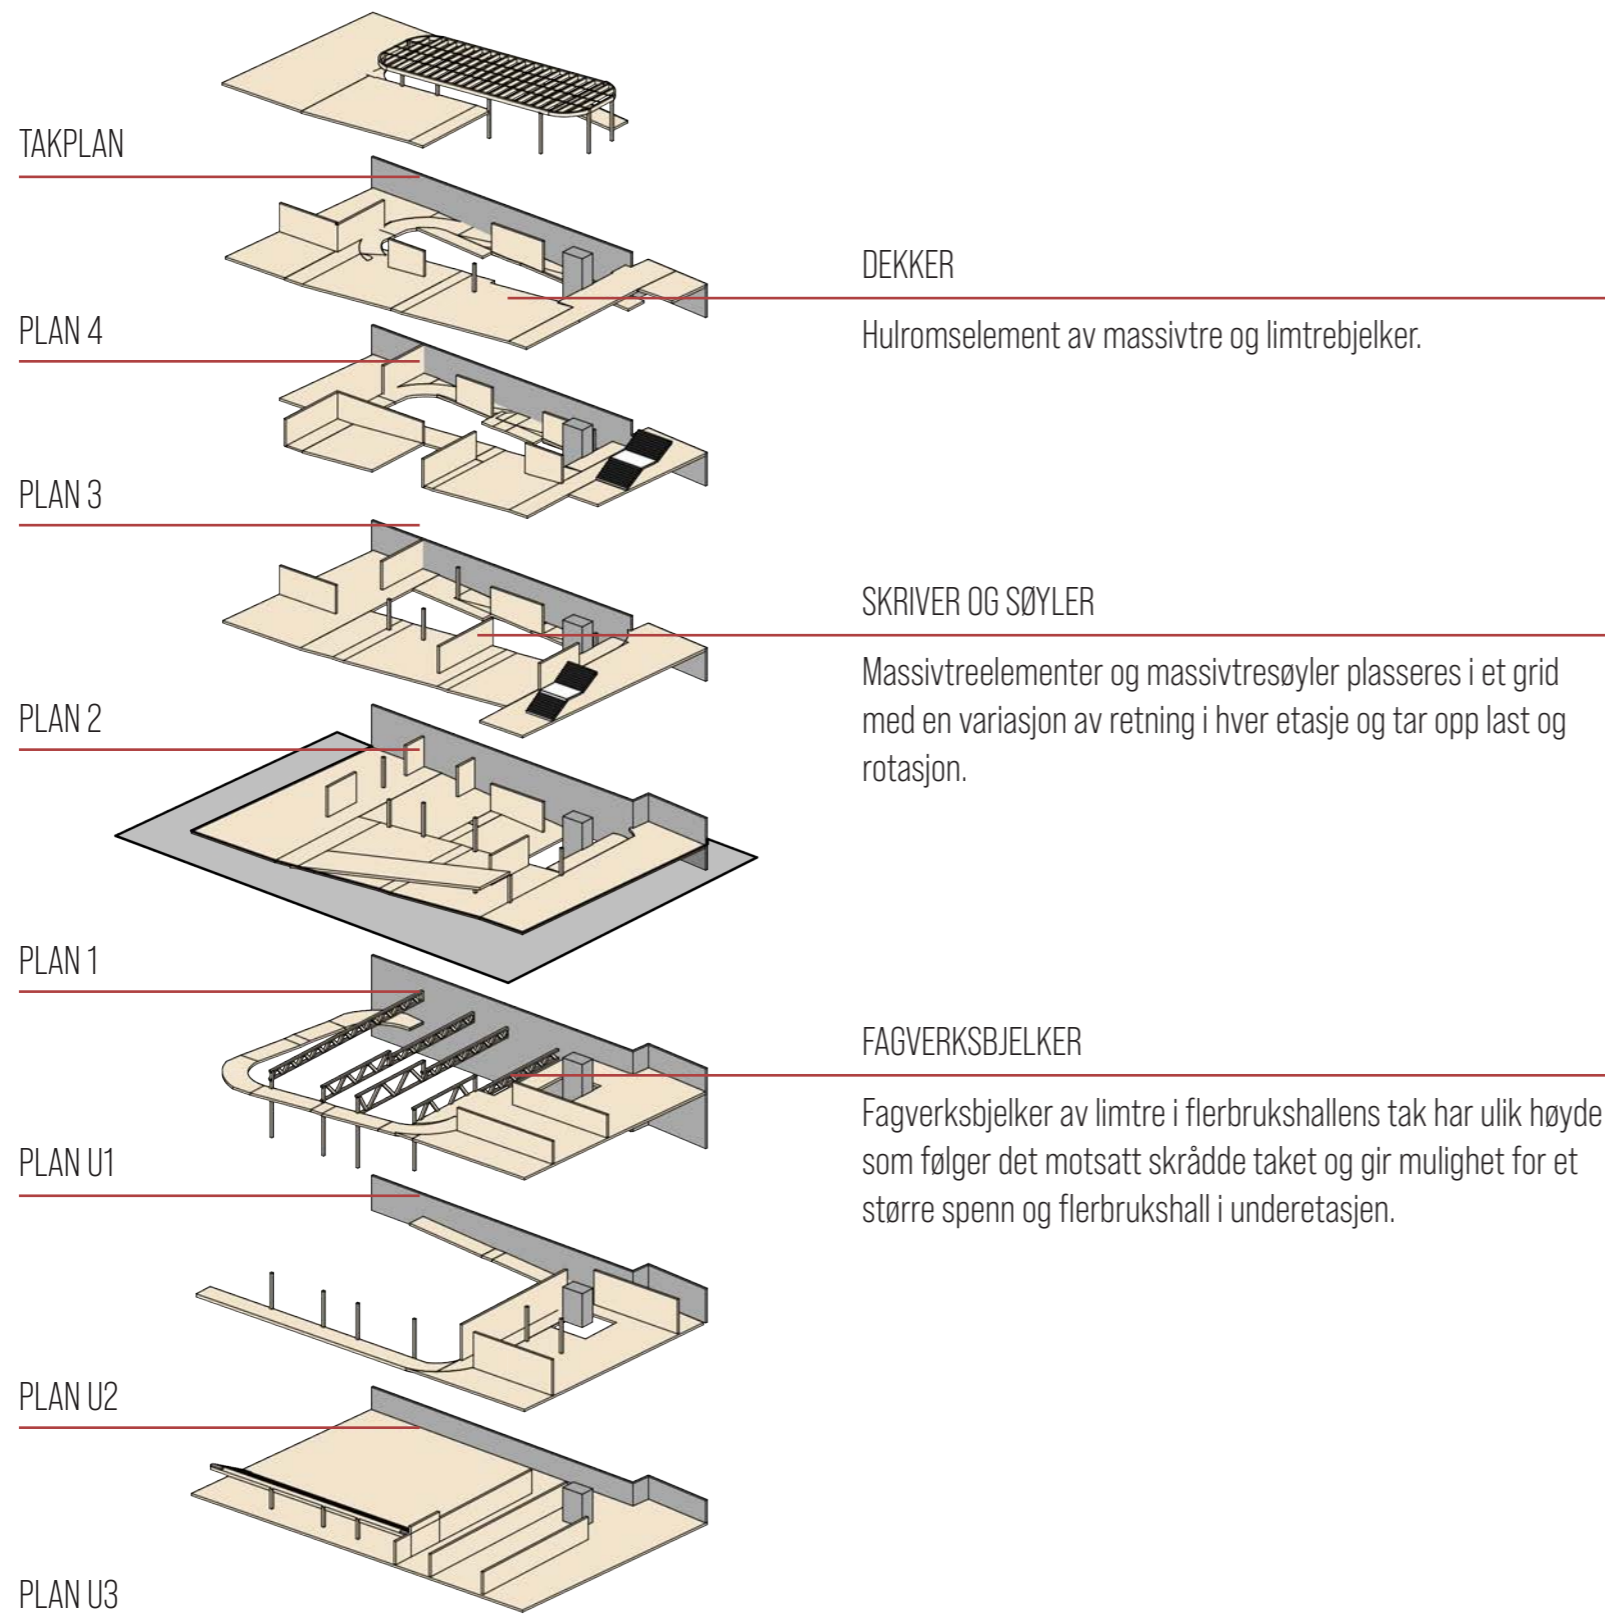 TAKPLAN
PLAN 4
PLAN 3
PLAN 2
PLAN 1
PLAN U1
PLAN U2
PLAN U3
DEKKER
Hulromselement av massivtre og limtrebjelker.
SKRIVER OG SØYLER
Massivtreelementer og massivtresøyler plasseres i et grid
med en variasjon av retning i hver etasje og tar opp last og
rotasjon.
FAGVERKSBJELKER
Fagverksbjelker av limtre i flerbrukshallens tak har ulik høyde
som følger det motsatt skrådde taket og gir mulighet for et
større spenn og flerbrukshall i underetasjen.